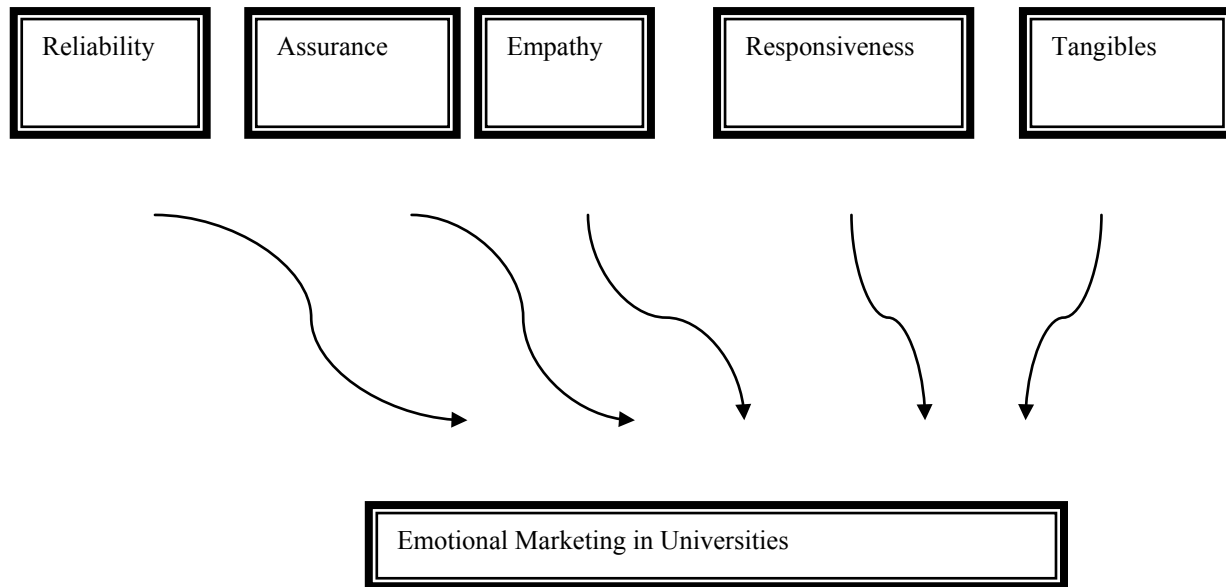 Reliability
Assurance
Empathy
Responsiveness
Tangibles
Emotional Marketing in Universities